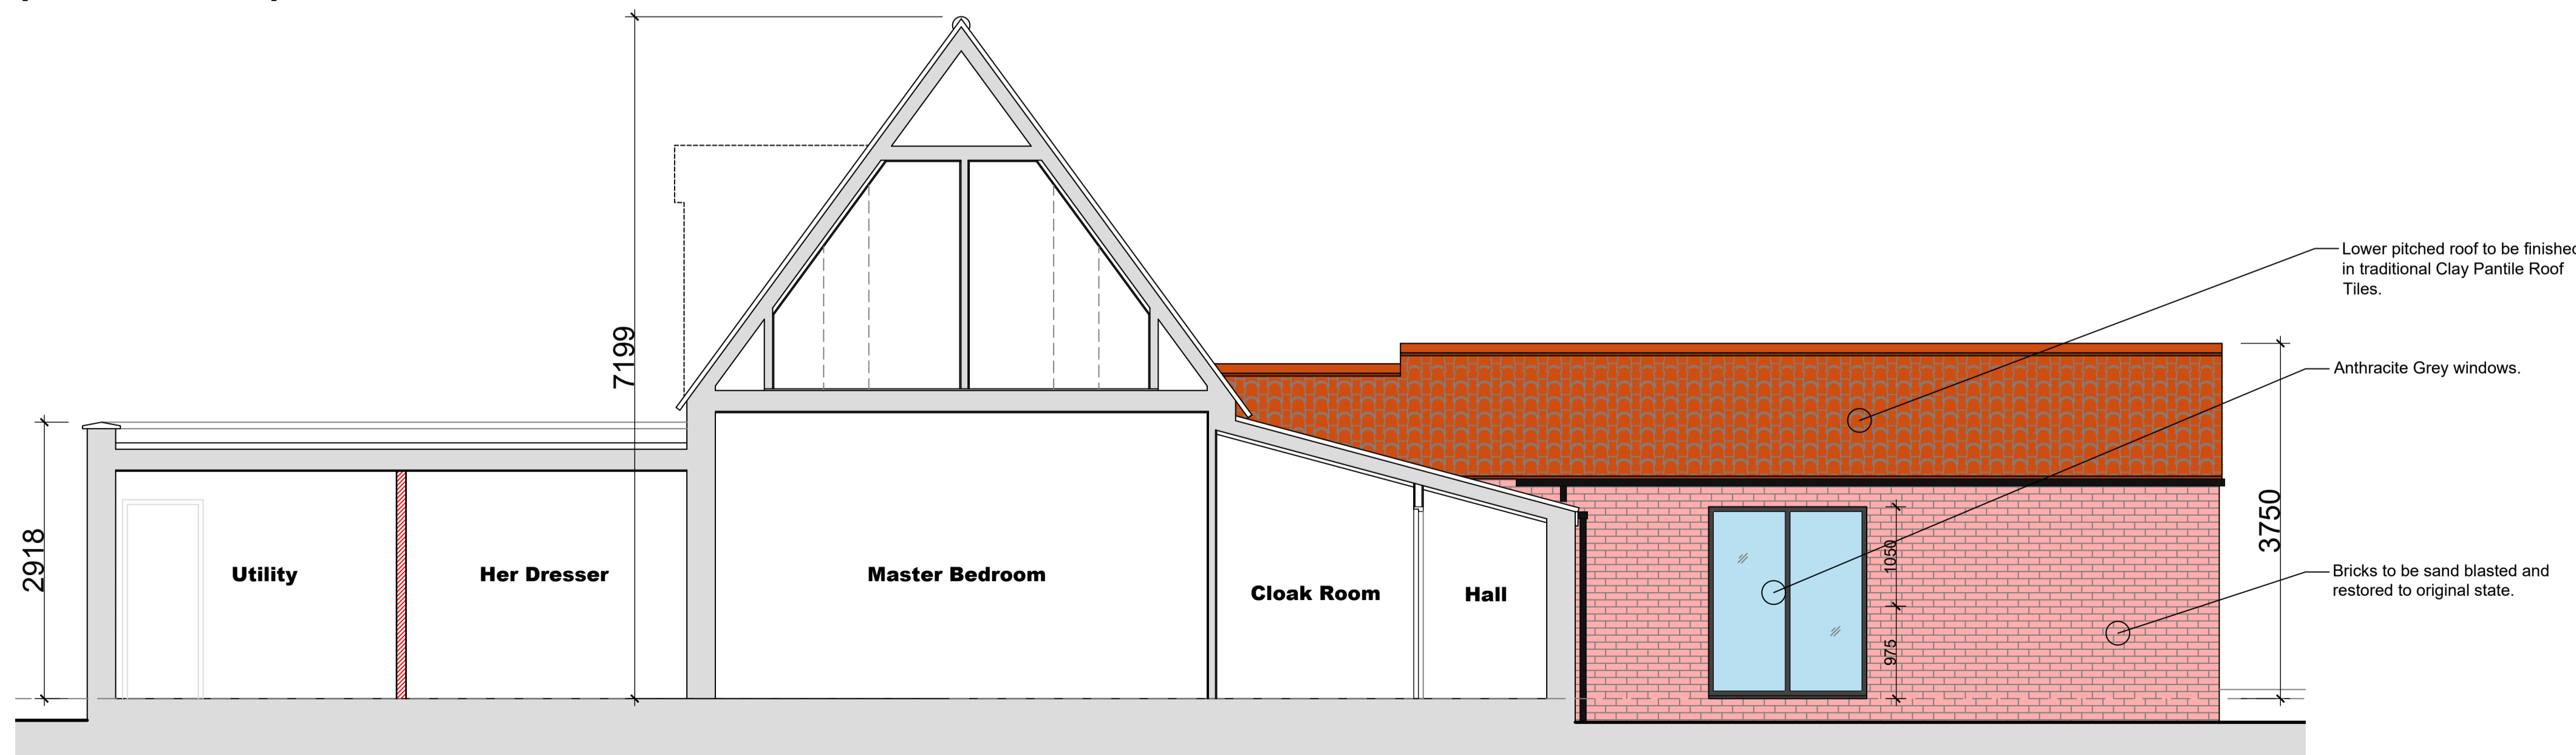 7199
Lower pitched roof to be finished
in traditional Clay Pantile Roof
Tiles.
Anthracite Grey windows.
2918
3750
1050
975
Utility
Her Dresser
Master Bedroom
Cloak Room
Hall
Bricks to be sand blasted and
restored to original state.